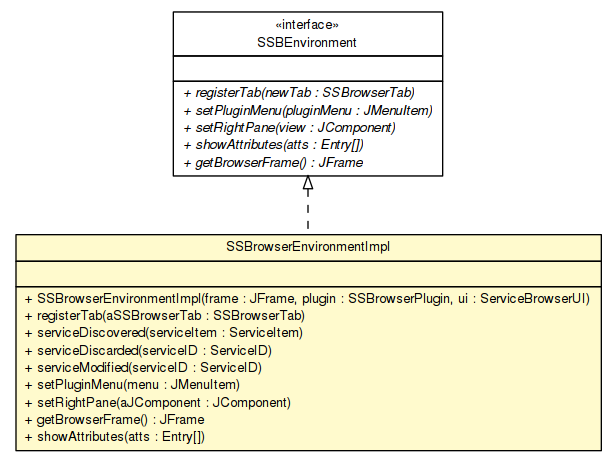 «interface»
SSBEnvironment
+ registerTab(newTab : SSBrowserTab)
+ setPluginMenu(pluginMenu : JMenuItem)
+ setRightPane(view : JComponent)
+ showAttributes(atts : Entry[])
+ getBrowserFrame() : JFrame
SSBrowserEnvironmentImpl
+ SSBrowserEnvironmentImpl(frame : JFrame, plugin : SSBrowserPlugin, ui : ServiceBrowserUI)
+ registerTab(aSSBrowserTab : SSBrowserTab)
+ serviceDiscovered(serviceItem : ServiceItem)
+ serviceDiscarded(serviceID : ServiceID)
+ serviceModified(serviceID : ServiceID)
+ setPluginMenu(menu : JMenuItem)
+ setRightPane(aJComponent : JComponent)
+ getBrowserFrame() : JFrame
+ showAttributes(atts : Entry[])